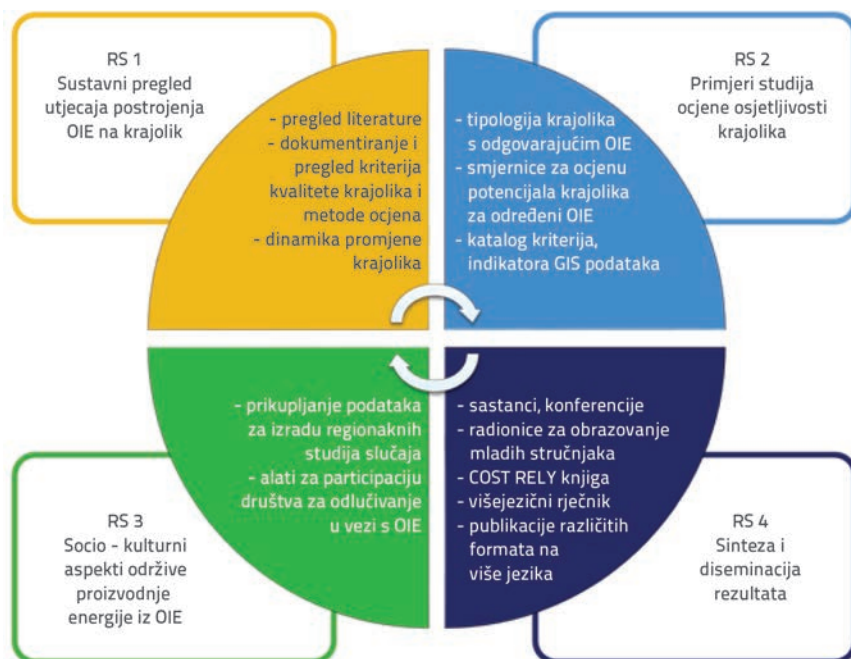 RS 1
Sustavni pregled
utjecaja postrojenja
OIE na krajolik
- pregled literature
- dokumentiranje i
pregled kriterija
kvalitete krajolika i
metode ocjena
- dinamika promjene
krajolika
- tipologija krajolika
s odgovarajućim OIE
- smjernice za ocjenu
potencijala krajolika
za određeni OIE
- katalog kriterija,
indikatora GIS podataka
RS 2
Primjeri studija
ocjene osjetljivosti
krajolika
RS 3
Socio - kulturni
aspekti održive
proizvodnje
energije iz OIE
- prikupljanje podataka
za izradu regionaknih
studija slučaja
- alati za participaciju
društva za odlučivanje
u vezi s OIE
- sastanci, konferencije
- radionice za obrazovanje
mladih stručnjaka
- COST RELY knjiga
- višejezični rječnik
- publikacije različitih
formata na
više jezika
RS 4
Sinteza i
diseminacija
rezultata